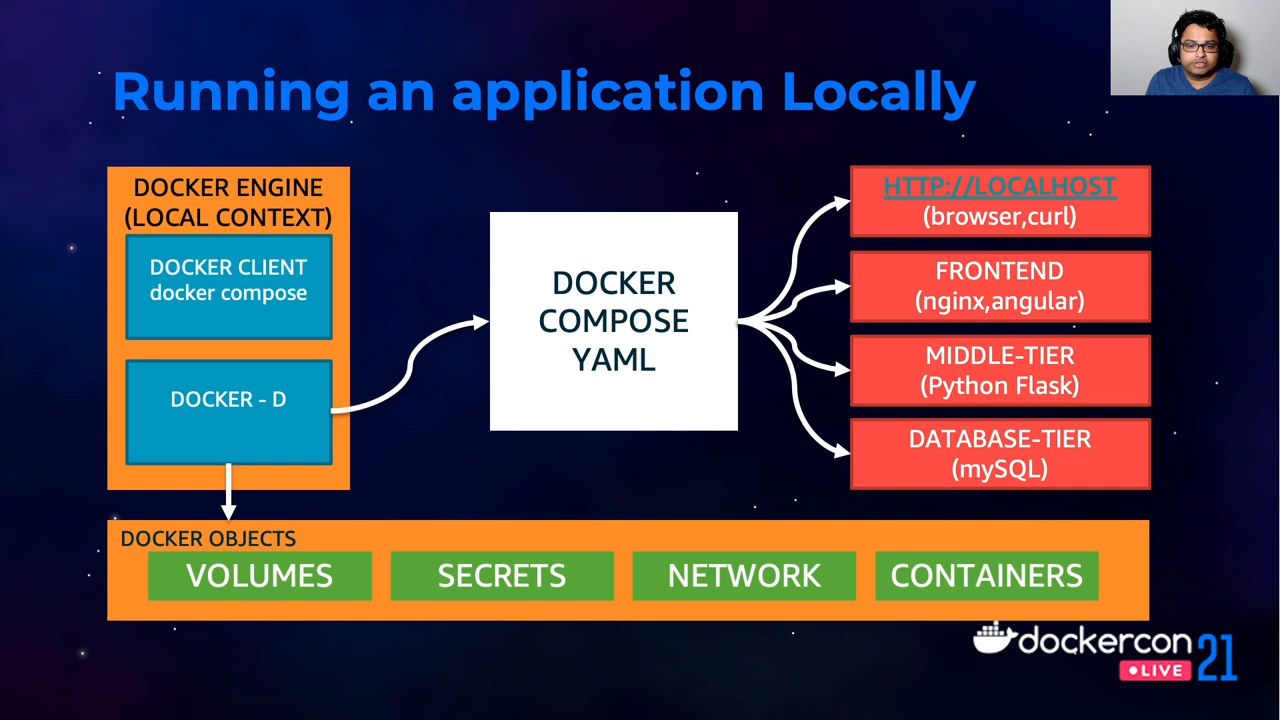 Running an application Locally
DOCKER ENGINE
(LOCAL CONTEXT)
DOCKER CLIENT
docker compose
DOCKER - D
DOCKER
COMPOSE
YAML
HTTP://LOCALHOST
(browser,curl)
FRONTEND
(nginx,angular)
MIDDLE-TIER
(Python Flask)
DATABASE-TIER
(mySQL)
DOCKER OBJECTS
VOLUMES
SECRETS
NETWORK
CONTAINERS
dockercon 21
LIVE